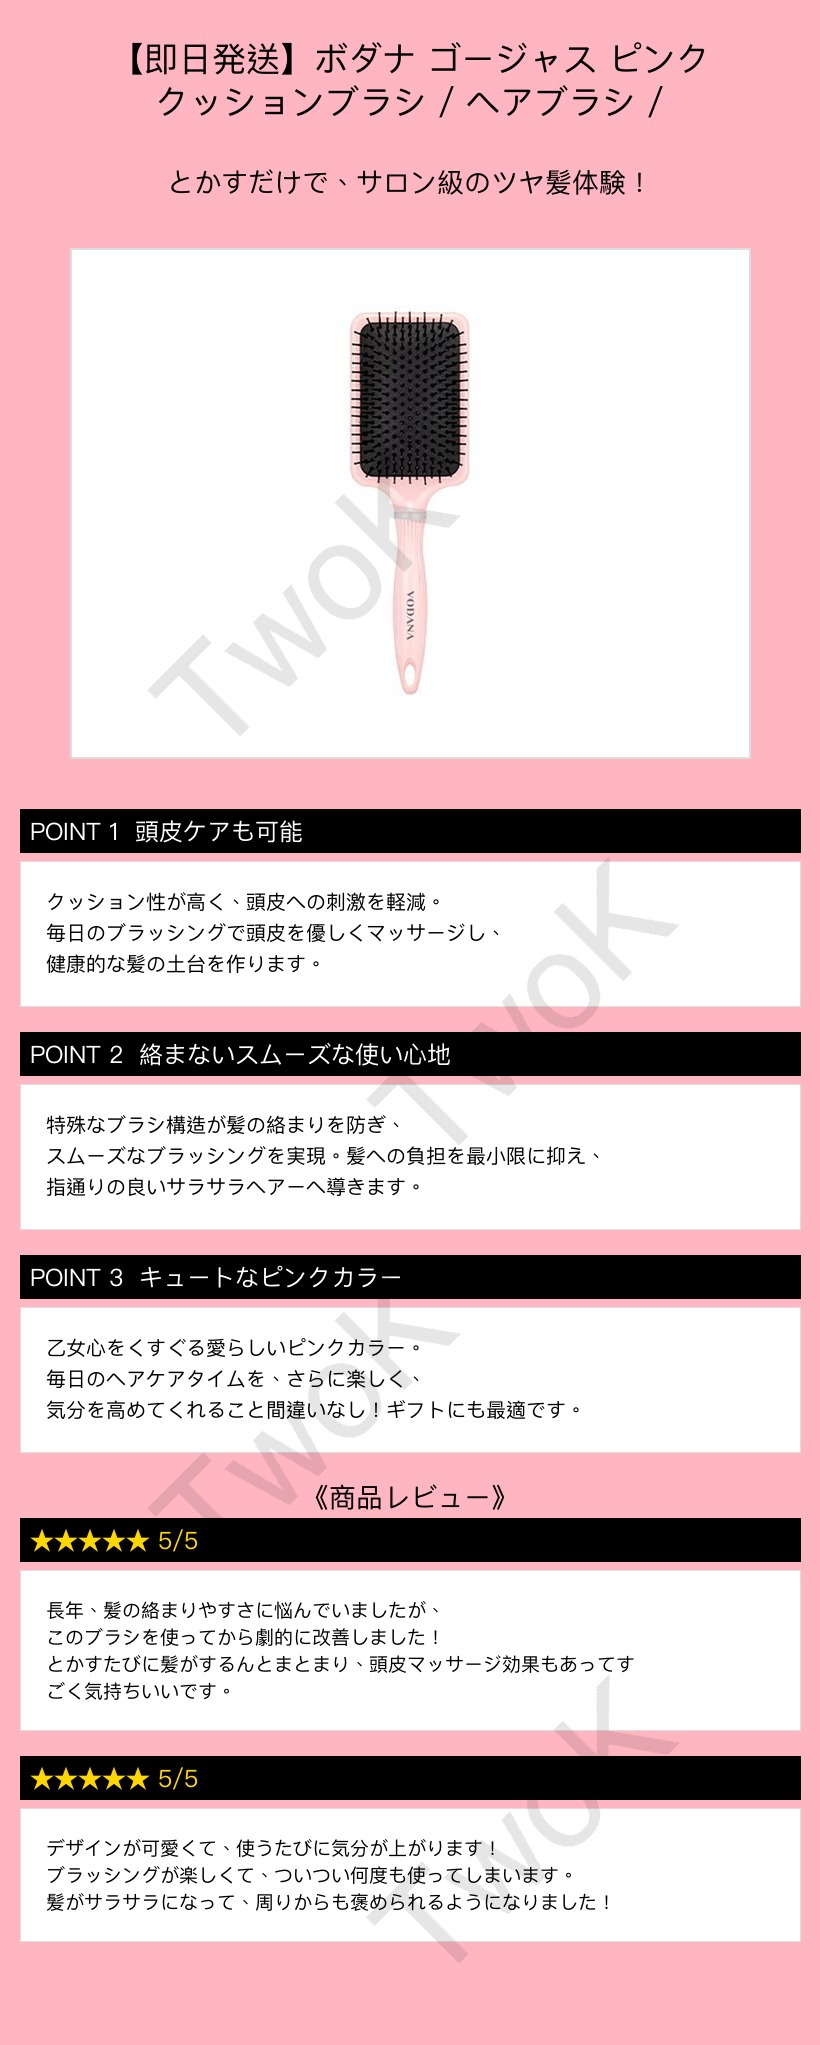 【即日発送】ボダナ ゴージャス ピンク
クッションブラシ / ヘアブラシ /
とかすだけで、サロン級のツヤ髪体験！
VODANA
TwoK
POINT 1 頭皮ケアも可能
クッション性が高く、頭皮への刺激を軽減。
毎日のブラッシングで頭皮を優しくマッサージし、
健康的な髪の土台を作ります。
TwoK
POINT 2 絡まないスムーズな使い心地
特殊なブラシ構造が髪の絡まりを防ぎ、
スムーズなブラッシングを実現。髪への負担を最小限に抑え、
指通りの良いサラサラヘアーへ導きます。
POINT 3 キュートなピンクカラー
乙女心をくすぐる愛らしいピンクカラー。
毎日のヘアケアタイムを、さらに楽しく、
気分を高めてくれること間違いなし！ギフトにも最適です。
TwoK
《商品レビュー》
★★★★★ 5/5
長年、髪の絡まりやすさに悩んでいましたが、
このブラシを使ってから劇的に改善しました！
とかすたびに髪がするんとまとまり、頭皮マッサージ効果もあってす
ごく気持ちいいです。
★★★★★ 5/5
デザインが可愛くて、使うたびに気分が上がります！
ブラッシングが楽しくて、ついつい何度も使ってしまいます。
髪がサラサラになって、周りからも褒められるようになりました！
TwoK